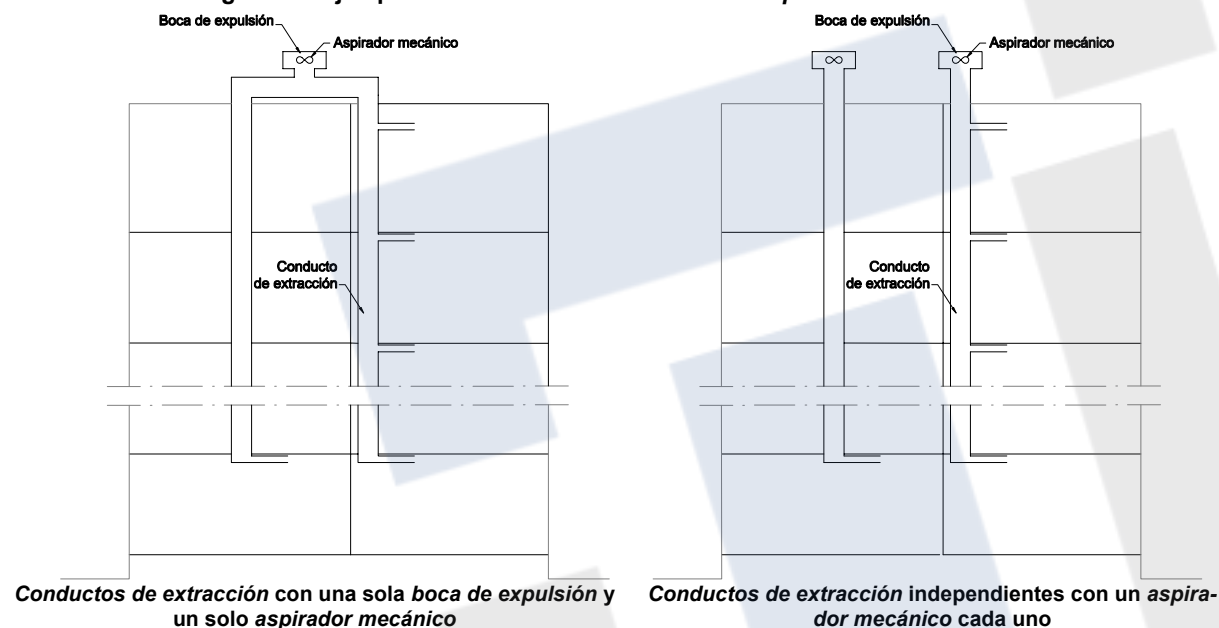 Boca de expulsión
Aspirador mecánico
Conducto
de extracción
Conductos de extracción con una sola boca de expulsión y
un solo aspirador mecánico
Boca de expulsión
Aspirador mecánico
Conducto
de extracción
Conductos de extracción independientes con un aspira-
dor mecánico cada uno